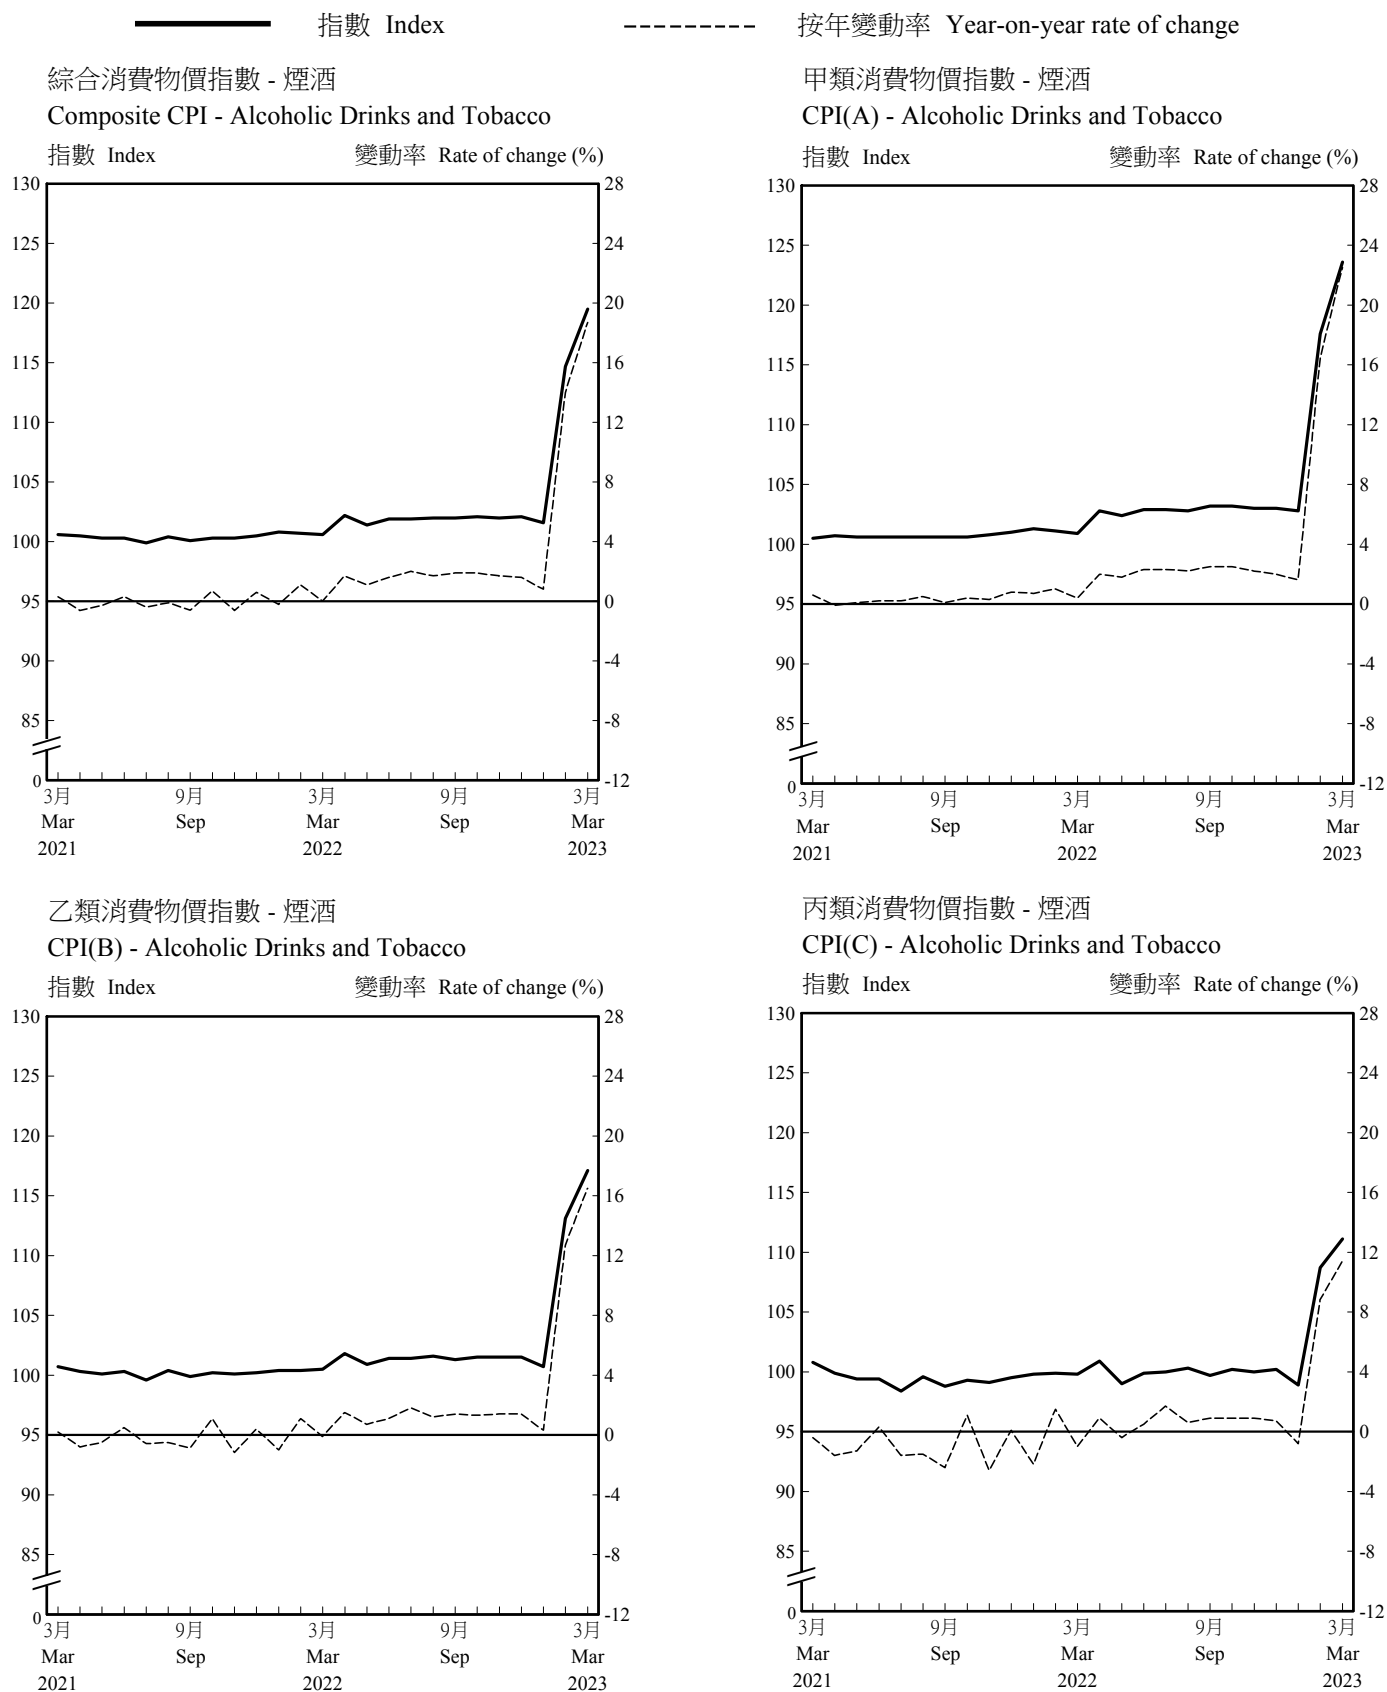 指數 Index
按年變動率 Year-on-year rate of change
綜合消費物價指數 - 煙酒
Composite CPI - Alcoholic Drinks and Tobacco
指數 Index 變動率 Rate of change (%)
130 28
125 24
120 20
115 16
110 12
105 8
100 4
95 0
90 -4
85 -8
0 -12
3月 9月 3月 9月 3月
Mar Sep Mar Sep Mar
2021 2022 2023
甲類消費物價指數 - 煙酒
CPI(A) - Alcoholic Drinks and Tobacco
指數 Index 變動率 Rate of change (%)
130 28
125 24
120 20
115 16
110 12
105 8
100 4
95 0
90 -4
85 -8
0 -12
3月 9月 3月 9月 3月
Mar Sep Mar Sep Mar
2021 2022 2023
乙類消費物價指數 - 煙酒
CPI(B) - Alcoholic Drinks and Tobacco
指數 Index 變動率 Rate of change (%)
130 28
125 24
120 20
115 16
110 12
105 8
100 4
95 0
90 -4
85 -8
0 -12
3月 9月 3月 9月 3月
Mar Sep Mar Sep Mar
2021 2022 2023
丙類消費物價指數 - 煙酒
CPI(C) - Alcoholic Drinks and Tobacco
指數 Index 變動率 Rate of change (%)
130 28
125 24
120 20
115 16
110 12
105 8
100 4
95 0
90 -4
85 -8
0 -12
3月 9月 3月 9月 3月
Mar Sep Mar Sep Mar
2021 2022 2023